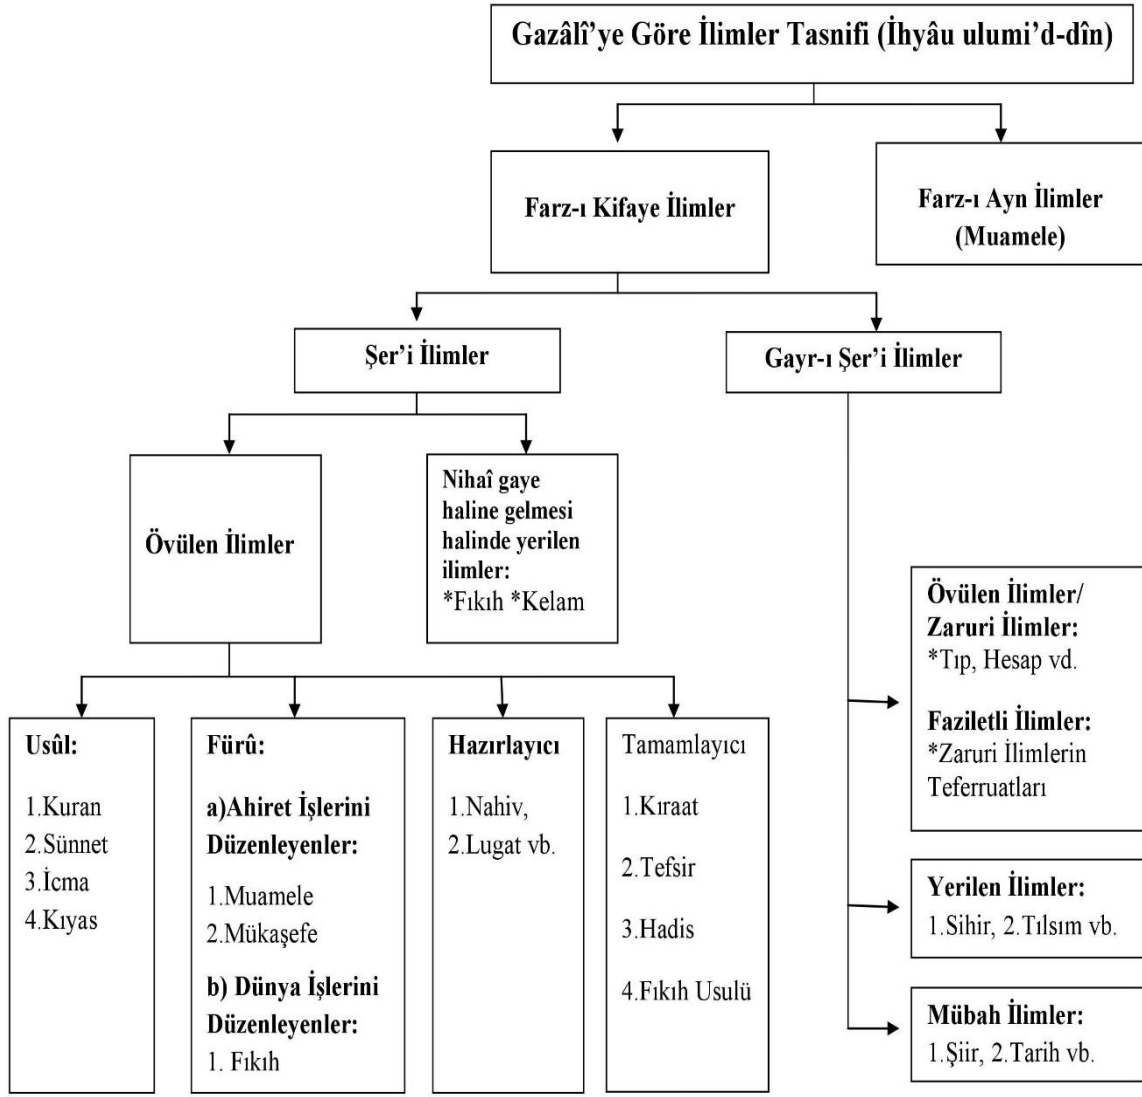 Gazâlî’ye Göre İlimler Tasnifi (İhyâu ulumi’d-dîn)
Farz-ı Kifaye İlimler
Farz-ı Ayn İlimler
(Muamele)
Şer’i İlimler
Gayr-ı Şer’i İlimler
Övülen İlimler
Nihaî gaye
haline gelmesi
halinde yerilen
ilimler:
*Fıkıh *Kelam
Usûl:
1.Kuran
2.Sünnet
3.İcma
4.Kıyas
Fürû:
a)Ahiret İşlerini
Düzenleyenler:
1.Muamele
2.Mükaşefe
b) Dünya İşlerini
Düzenleyenler:
1. Fıkıh
Hazırlayıcı
1.Nahiv,
2.Lugat vb.
Tamamlayıcı
1.Kıraat
2.Tefsir
3.Hadis
4.Fıkıh Usulü
Övülen İlimler/
Zaruri İlimler:
*Tıp, Hesap vd.
Faziletli İlimler:
*Zaruri İlimlerin
Teferruatları
Yerilen İlimler:
1.Sihir, 2.Tılsım vb.
Mübah İlimler:
1.Şiir, 2.Tarih vb.